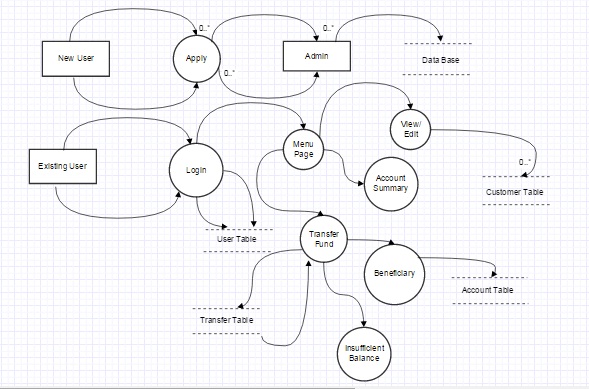 0..*
0..*
New User
Apply
Admin
Data Base
0..*
View/
Edit
Menu
Page
0..*
Existing User
Login
Account
Summary
Customer Table
User Table
Transfer
Fund
Beneficiary
Account Table
Transfer Table
Insufficient
Balance